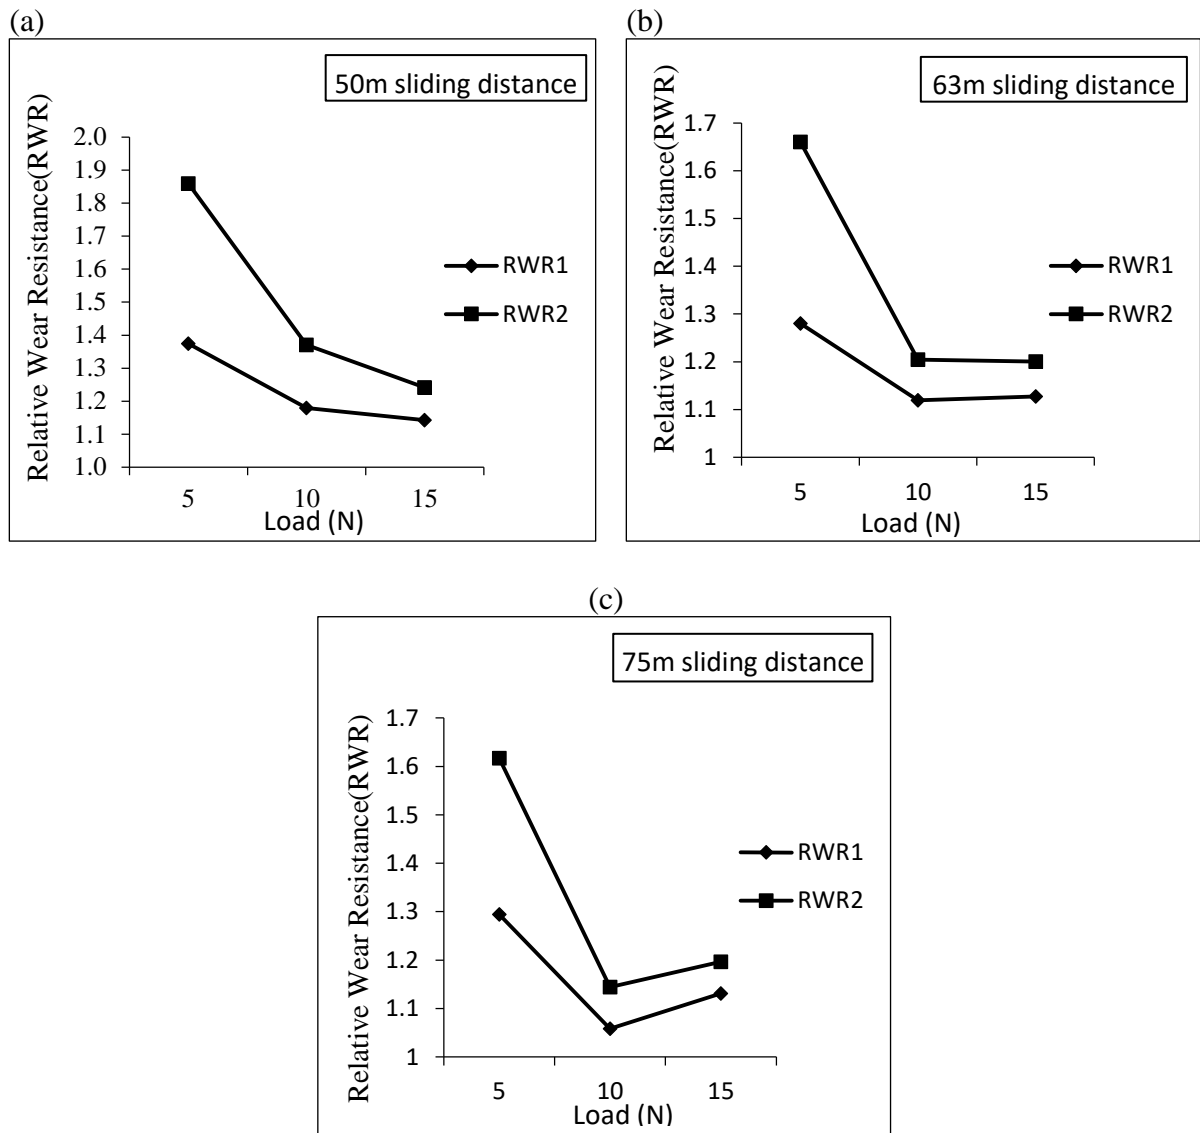 (a)
50m sliding distance
Relative Wear Resistance(RWR)
2.0
1.9
1.8
1.7
1.6
1.5
1.4
1.3
1.2
1.1
1.0
5 10 15
Load (N)
RWR1
RWR2
(b)
63m sliding distance
Relative Wear Resistance(RWR)
1.7
1.6
1.5
1.4
1.3
1.2
1.1
1
5 10 15
Load (N)
RWR1
RWR2
(c)
75m sliding distance
Relative Wear Resistance(RWR)
1.7
1.6
1.5
1.4
1.3
1.2
1.1
1
5 10 15
Load (N)
RWR1
RWR2